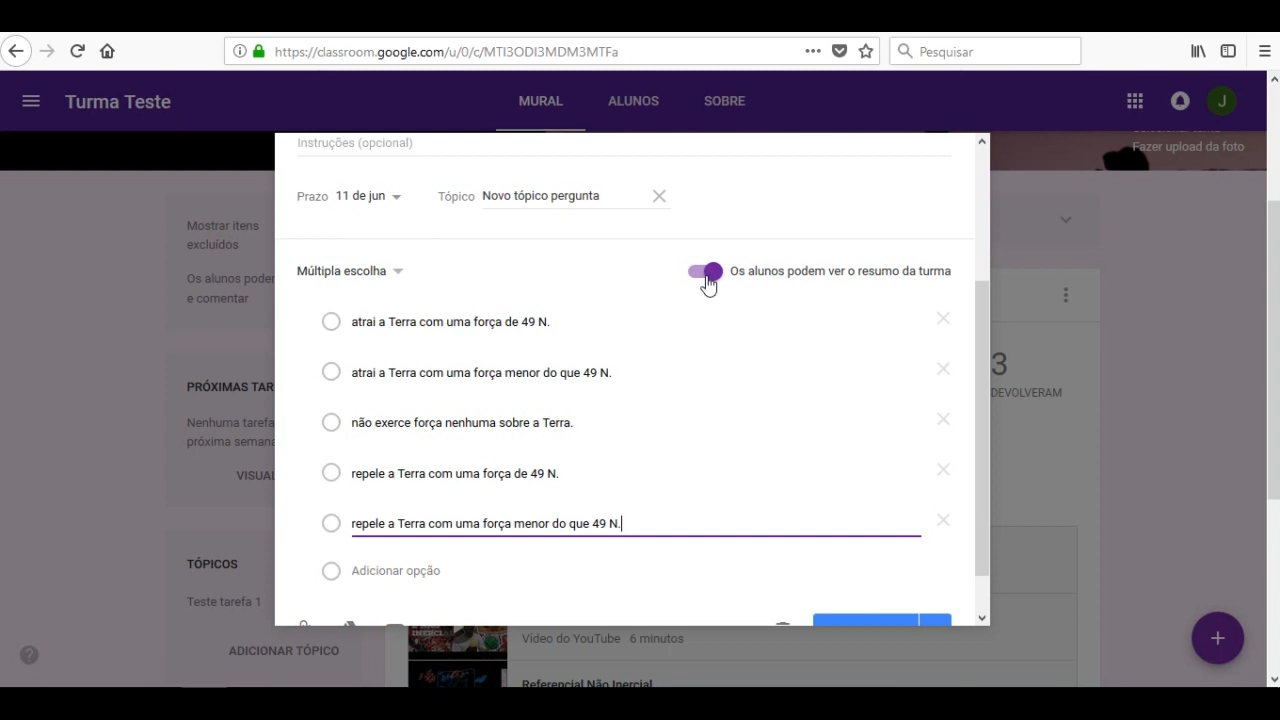 https://classroom.google.com/u/0/c/MTI3ODI3MDM3MTFa
Pesquisar
Turma Teste
MURAL
ALUNOS
SOBRE
J
Fazer upload da foto
Instruções (opcional)
Prazo 11 de jun
Tópico Novo tópico pergunta
Mostrar itens
excluídos
Os alunos podem
e comentar
Múltipla escolha
Os alunos podem ver o resumo da turma
atrai a Terra com uma força de 49 N.
atrai a Terra com uma força menor do que 49 N.
não exerce força nenhuma sobre a Terra.
repele a Terra com uma força de 49 N.
repele a Terra com uma força menor do que 49 N.
Adicionar opção
3
DEVOLVERAM
PRÓXIMAS TAR
Nenhuma tarefa
próxima semana
VISUAL
TÓPICOS
Teste tarefa 1
ADICIONAR TÓPICO
Vídeo do YouTube 6 minutos
Referencial Não Inercial